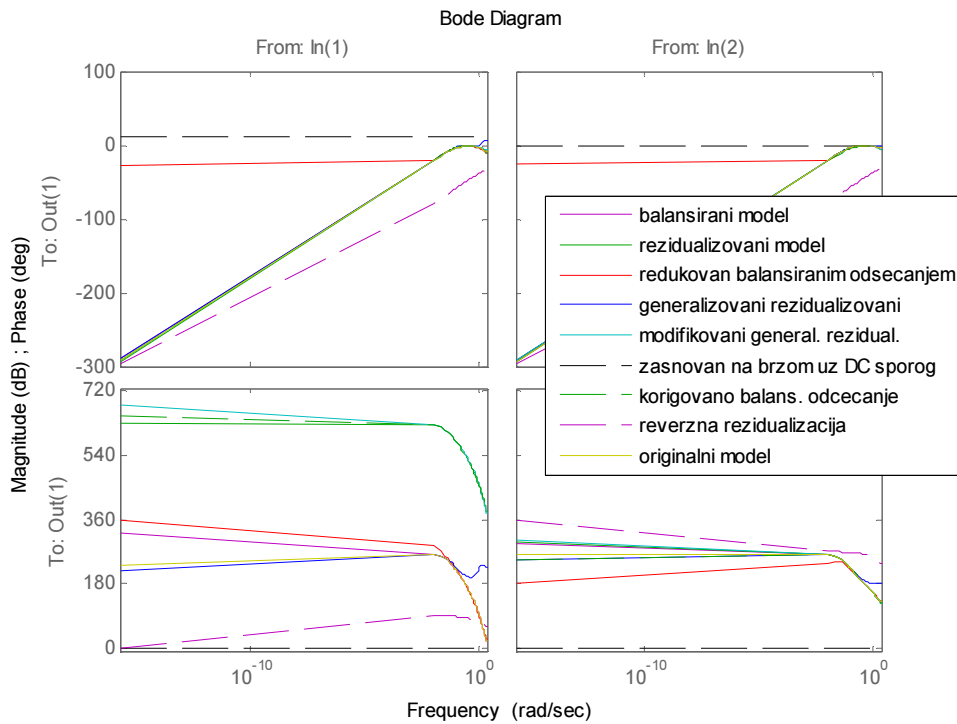 Bode Diagram
From: In(1)
From: In(2)
Magnitude (dB) ; Phase (deg)
To: Out(1)
100
0
-100
-200
-300
To: Out(1)
720
540
360
180
0
balansirani model
rezidualizovani model
redukovan balansiranim odsecanjem
generalizovani rezidualizovani
modifikovani general. rezidual.
zasnovan na brzom uz DC sporog
korigovano balans. odcecanje
reverzna rezidualizacija
originalni model
10^-10
10^0
10^-10
10^0
Frequency (rad/sec)